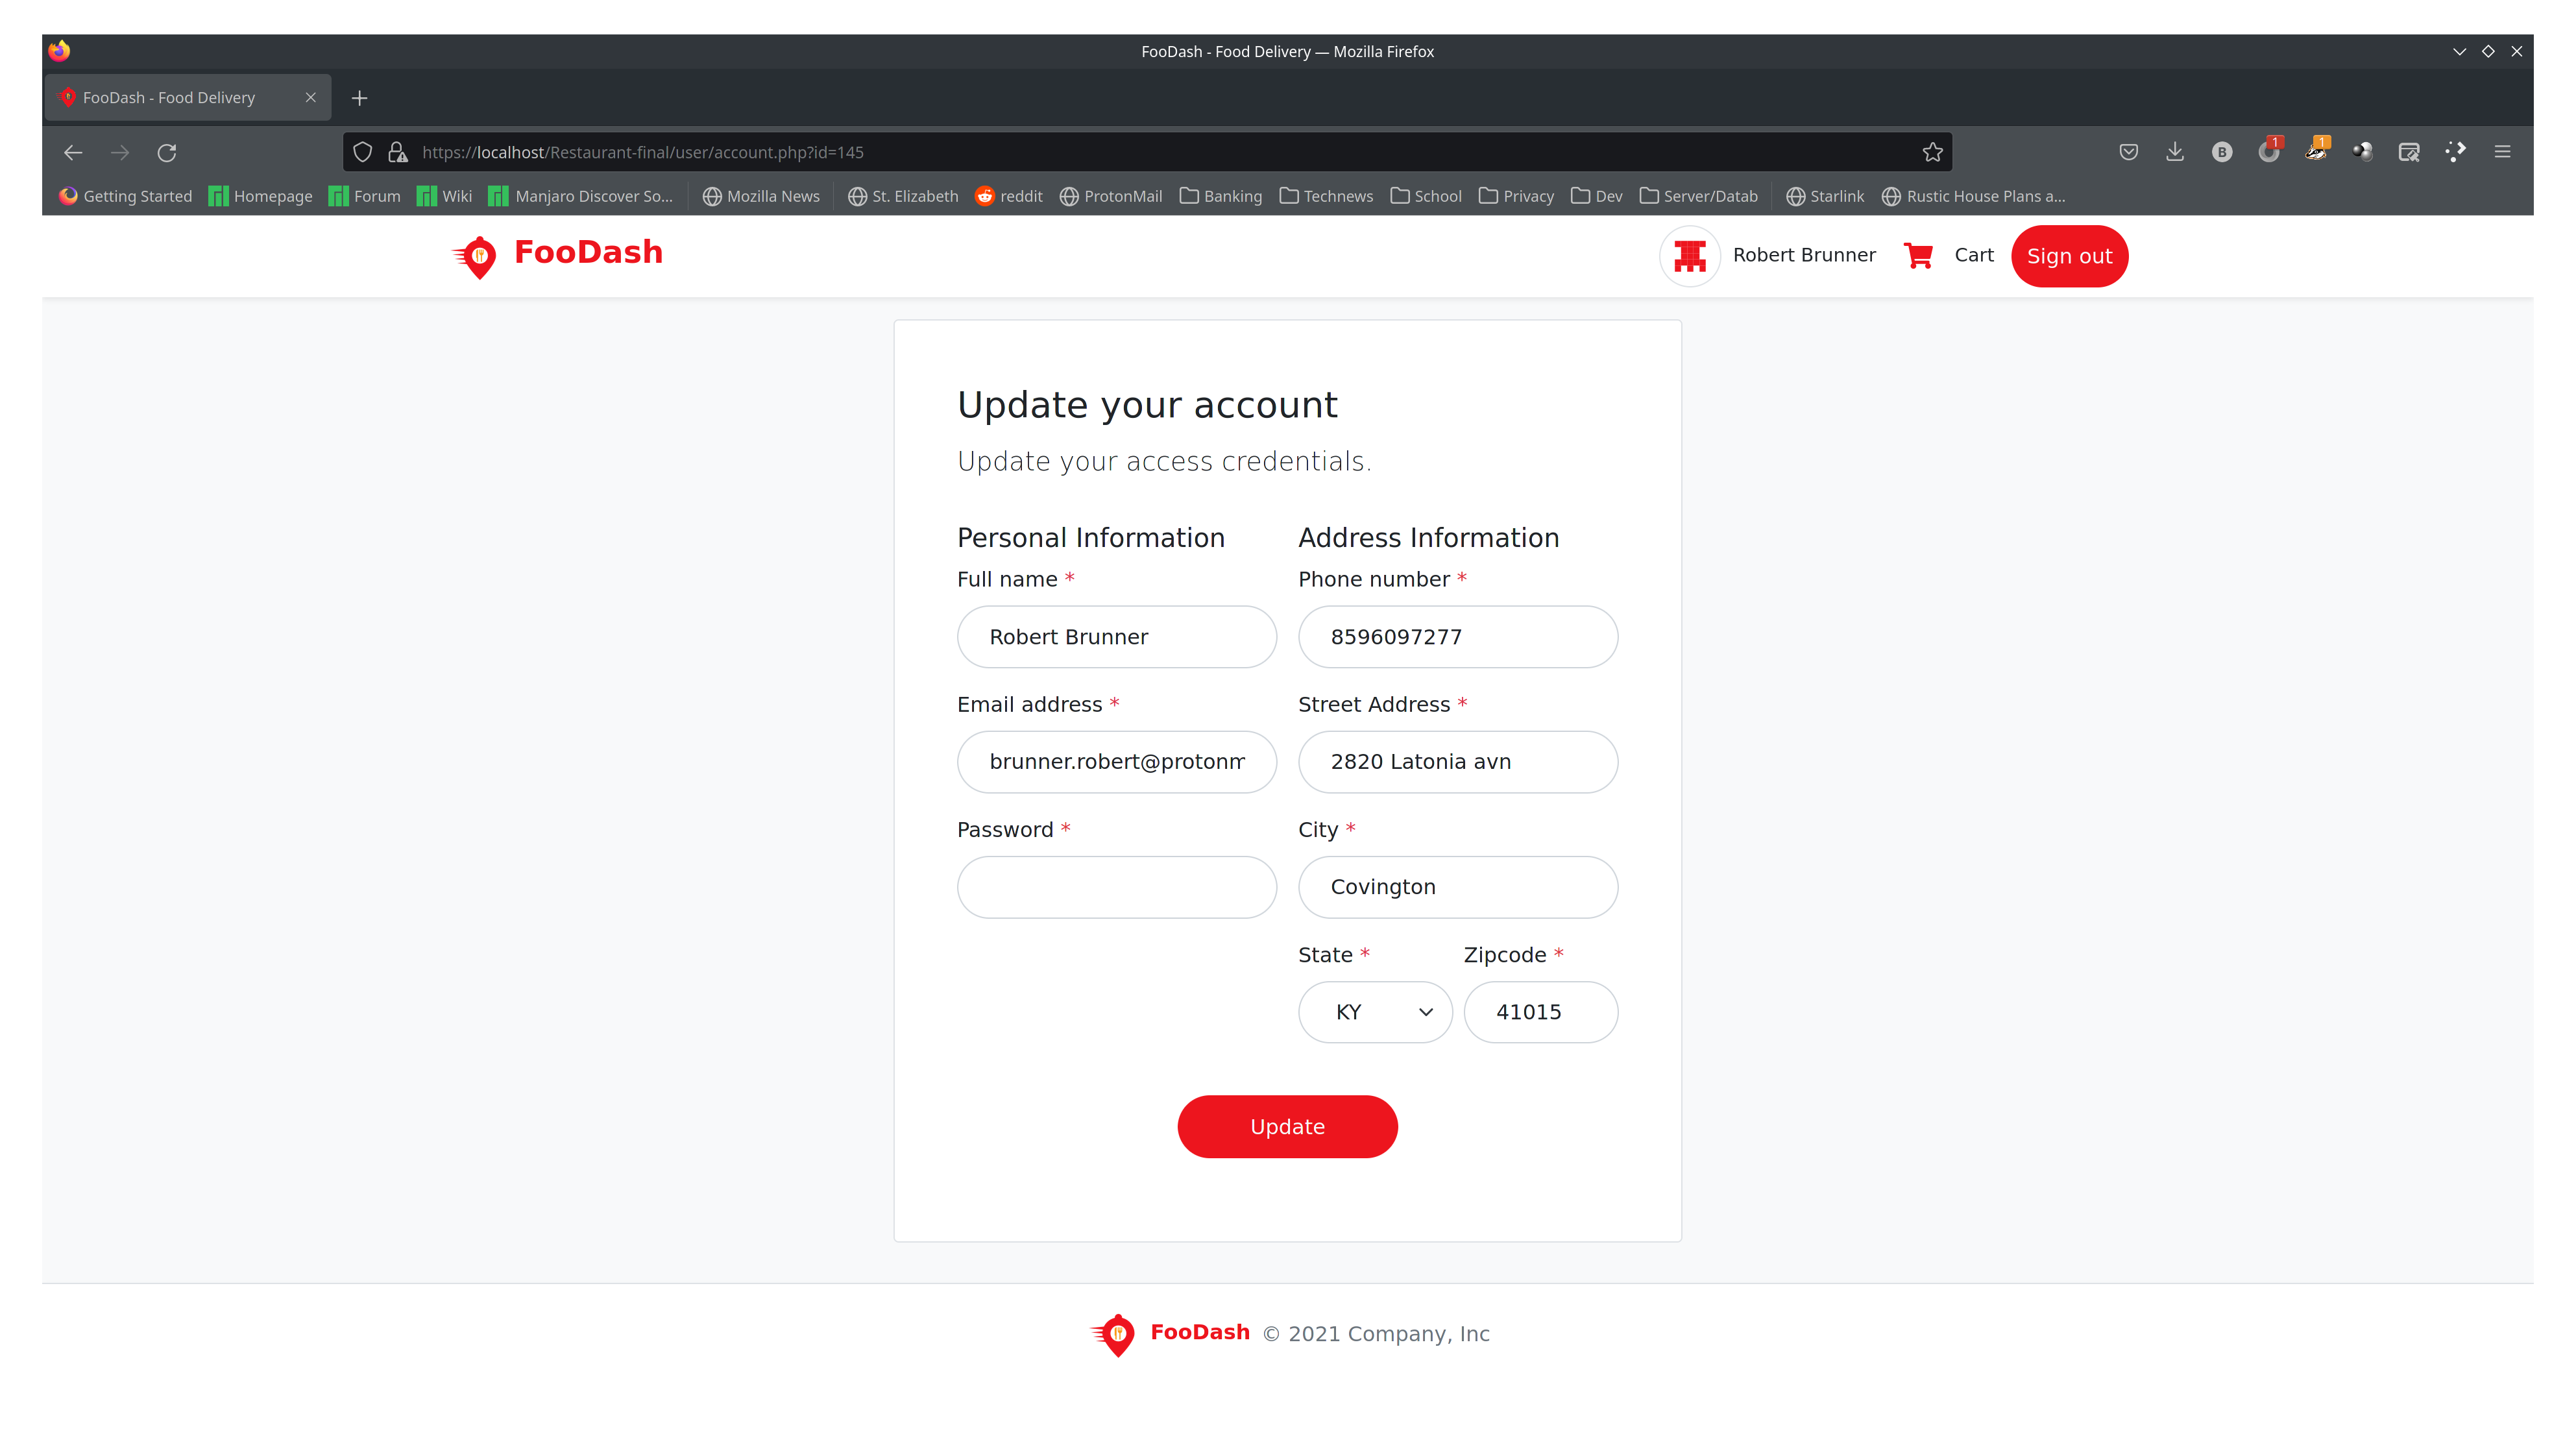 FooDash - Food Delivery — Mozilla Firefox
FooDash - Food Delivery
https://localhost/Restaurant-final/user/account.php?id=145
B
1
1
Getting Started Homepage Forum Wiki Manjaro Discover So... Mozilla News St. Elizabeth reddit ProtonMail Banking Technews School Privacy Dev Server/Datab Starlink Rustic House Plans a...
FooDash Robert Brunner Cart Sign out
Update your account
Update your access credentials.
Personal Information Address Information
Full name * Phone number *
Robert Brunner 8596097277
Email address * Street Address *
brunner.robert@protonm 2820 Latonia avn
Password * City *
Covington
State * Zipcode *
KY 41015
Update
FooDash © 2021 Company, Inc